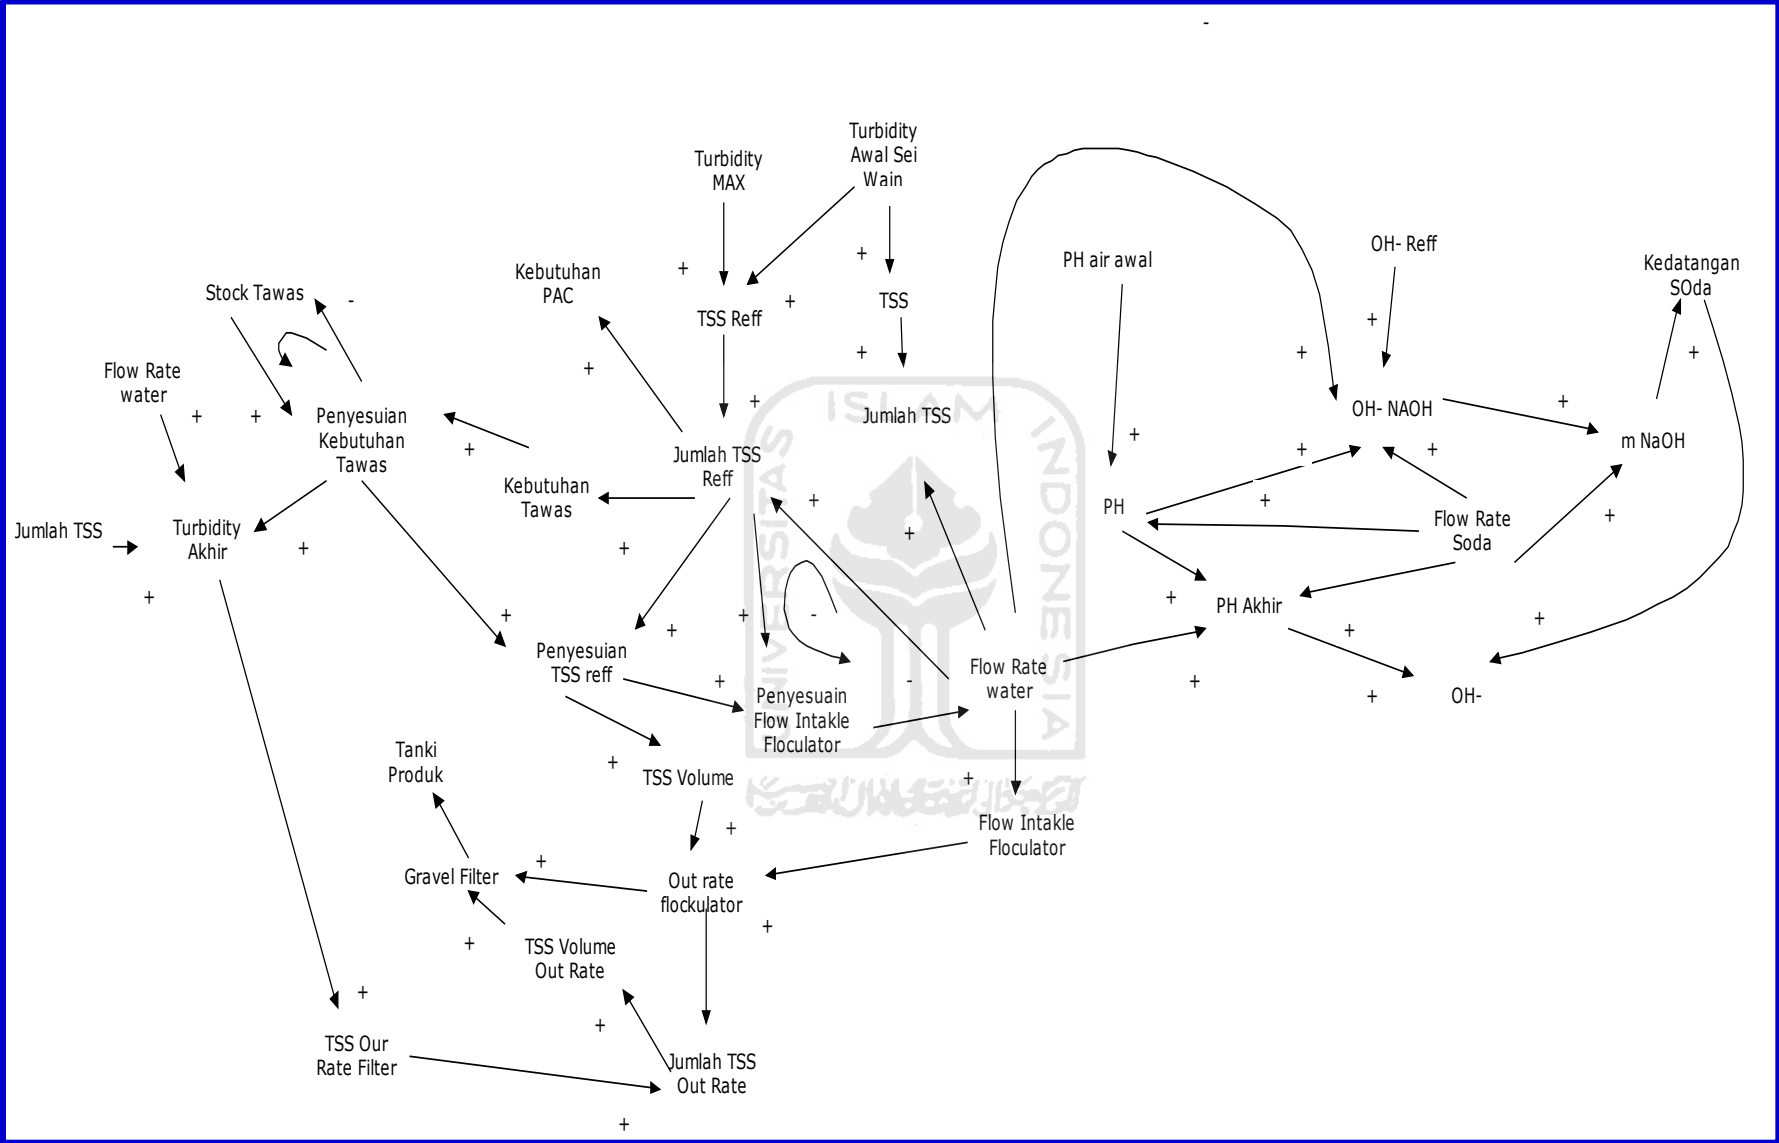 -
Turbidity
Awal Sei
Wain
Turbidity
MAX
OH- Reff
PH air awal
Kedatangan
SOda
Kebutuhan
PAC
+
+
Stock Tawas
-
TSS Reff
+
TSS
+
Flow Rate
water
+
+
+
+
+
+
Penyesuian
Kebutuhan
Tawas
+
Jumlah TSS
OH- NAOH
+
+
m NaOH
+
+
+
+
Jumlah TSS
Reff
Kebutuhan
Tawas
+
PH
+
Flow Rate
Soda
+
Jumlah TSS
Turbidity
Akhir
+
+
+
+
PH Akhir
+
+
+
-
+
+
+
Penyesuian
TSS reff
+
-
Flow Rate
water
+
+
OH-
Penyesuain
Flow Intakle
Floculator
Tanki
Produk
+
TSS Volume
+
Flow Intakle
Floculator
+
+
Gravel Filter
Out rate
flockulator
+
+
TSS Volume
Out Rate
+
+
TSS Our
Rate Filter
Jumlah TSS
Out Rate
+
ISLAM
UNIVERSITAS
INDONESIA